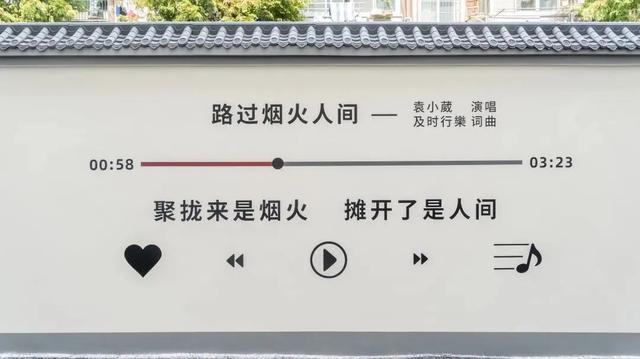 路过烟火人间 — 袁小葳 演唱
及时行樂 词曲
00:58 03:23
聚拢来是烟火 摊开了是人间